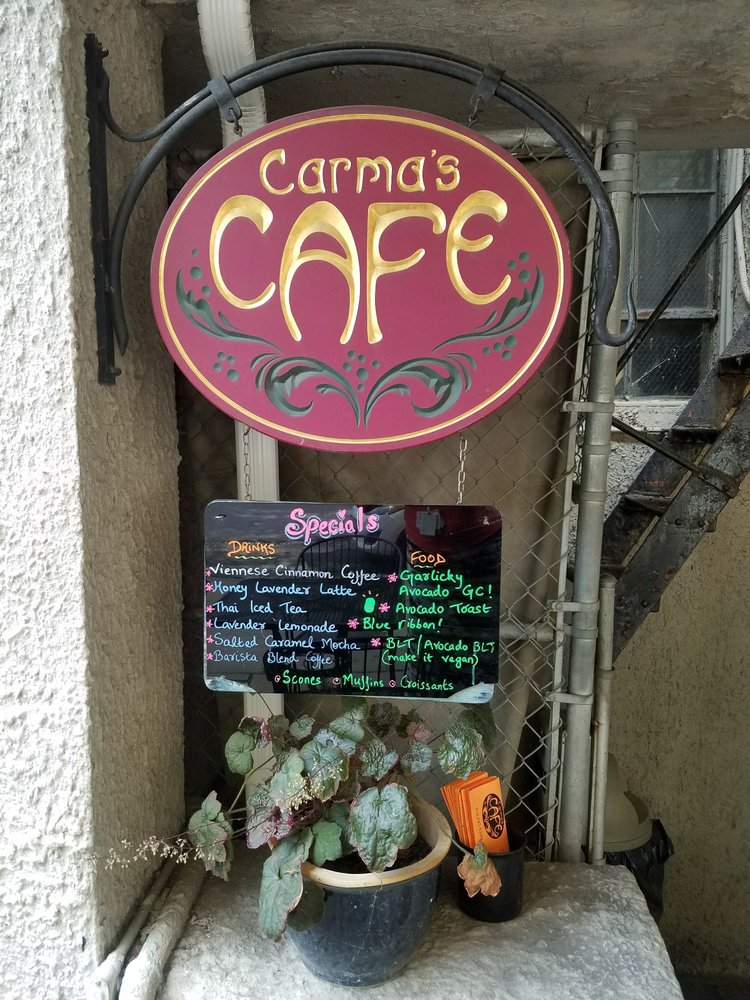 Carma's
CAFE
Specials
DRINKS
Viennese Cinnamon Coffee
Honey Lavender Latte
Thai Iced Tea
Lavender Lemonade
Salted Caramel Mocha
Barista Blend Coffee
FOOD
Garlicky
Avocado GC!
Avocado Toast
Blue ribbon!
BLT/Avocado BLT
(make it vegan)
Scones Muffins Croissants
CAFE